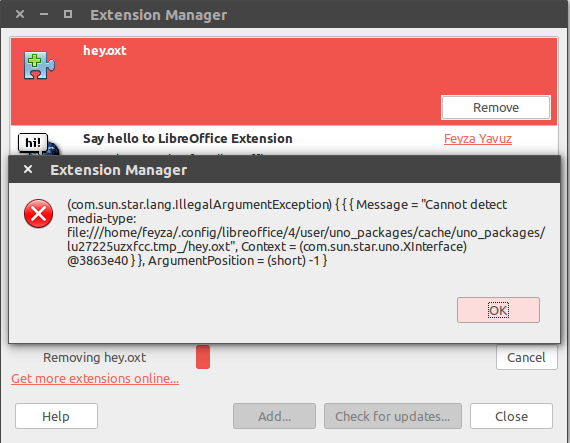 Extension Manager
hey.oxt
Remove
hi!
Say hello to LibreOffice Extension
Feyza Yavuz
Extension Manager
(com.sun.star.lang.IllegalArgumentException) { { { Message = "Cannot detect
media-type:
file:///home/feyza/.config/libreoffice/4/user/uno_packages/cache/uno_packages/
lu27225uzxfcc.tmp_/hey.oxt", Context = (com.sun.star.uno.XInterface)
@3863e40 } }, ArgumentPosition = (short) -1 }
OK
Removing hey.oxt
Cancel
Get more extensions online...
Help
Add...
Check for updates...
Close